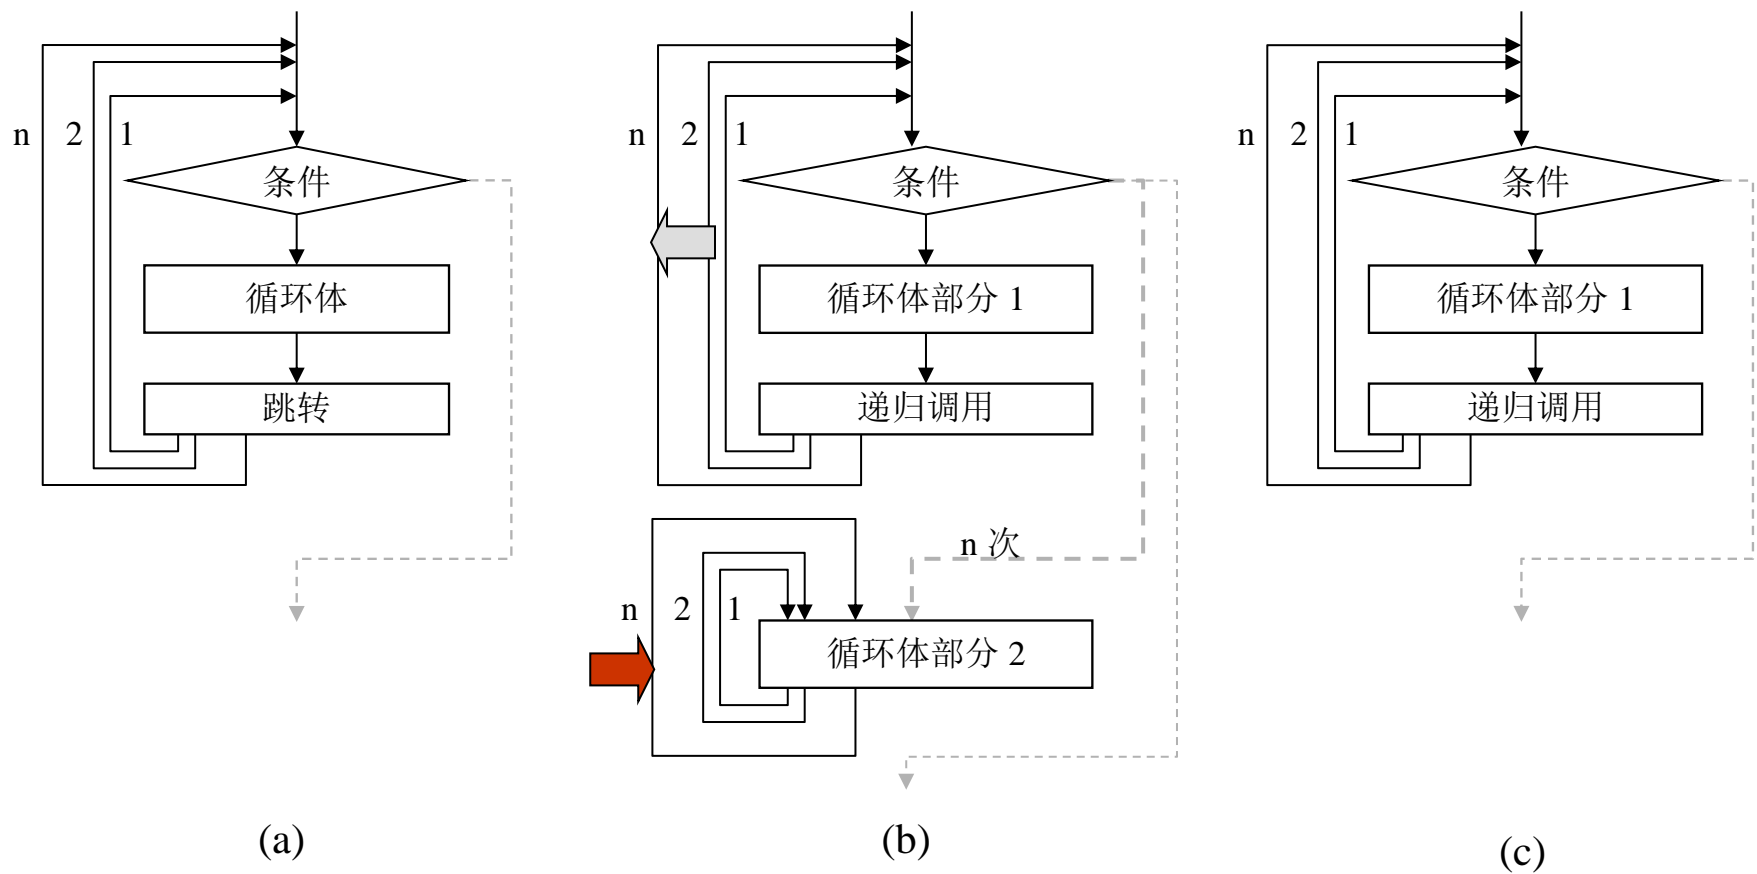 n 2 1
条件
循环体
跳转
(a)
n 2 1
条件
循环体部分 1
递归调用
n 次
n 2 1
循环体部分 2
(b)
n 2 1
条件
循环体部分 1
递归调用
(c)